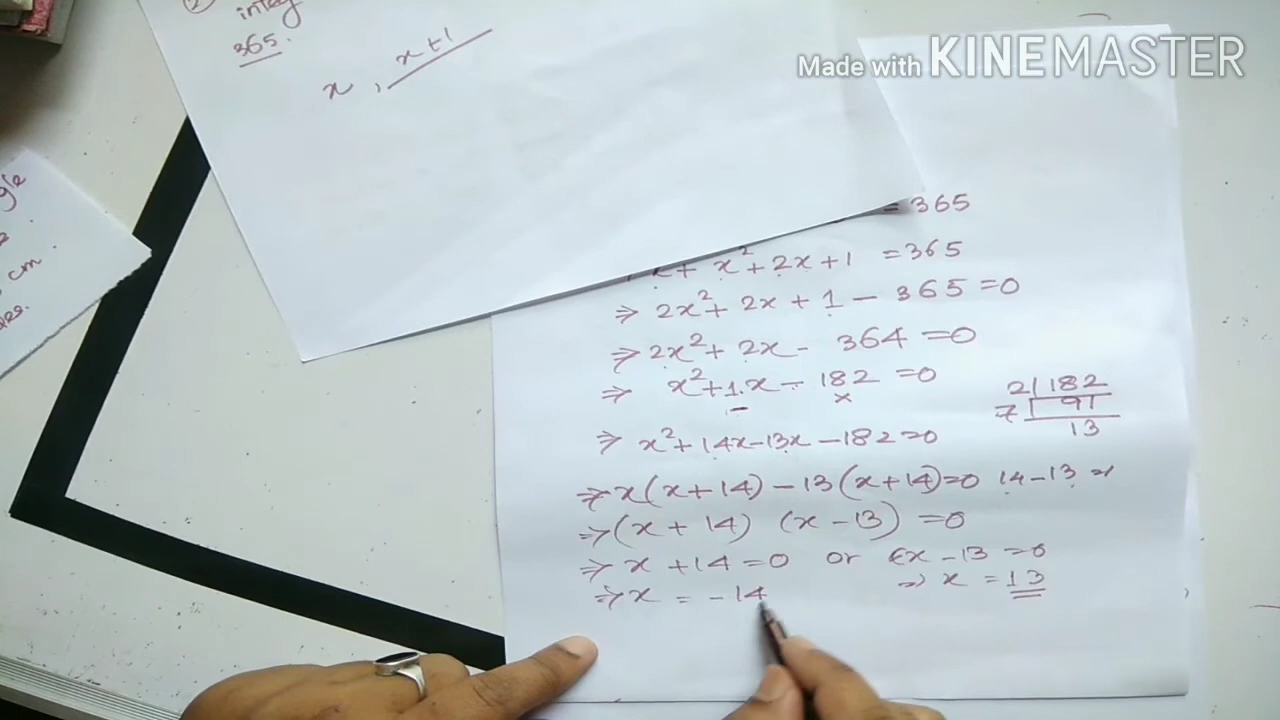 ②
365.
x , x+1
Made with KINEMASTER
cm
= 365
x² + 2x + 1 = 365
⇒ 2x² + 2x + 1 − 365 = 0
⇒ 2x² + 2x − 364 = 0
⇒ x² + 1.x − 182 = 0
2 | 182
7 | 91
13
⇒ x² + 14x − 13x − 182 = 0
⇒ x(x + 14) − 13(x + 14) = 0 14 − 13 =
⇒ (x + 14) (x − 13) = 0
⇒ x + 14 = 0 or x − 13 = 0
⇒ x = −14 ⇒ x = 13